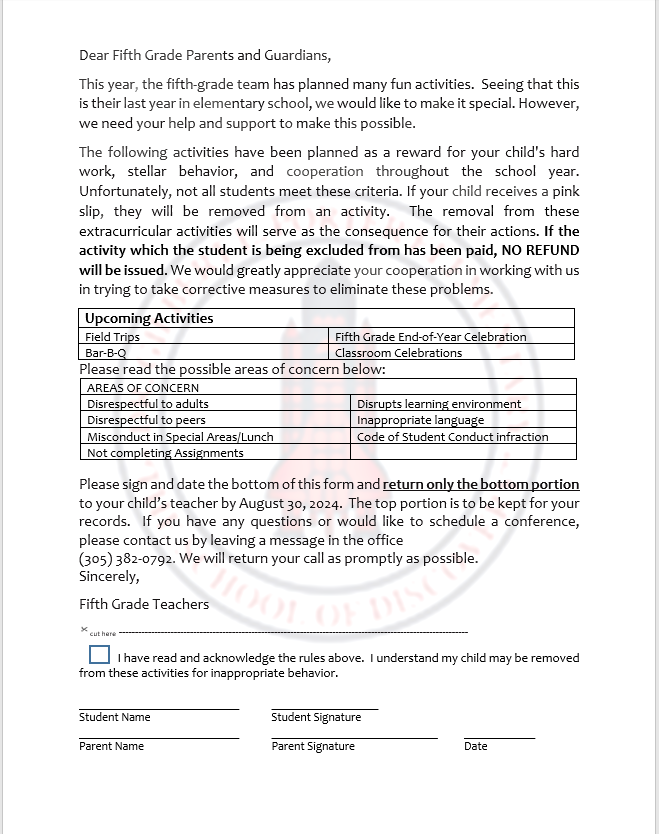 Dear Fifth Grade Parents and Guardians,
This year, the fifth-grade team has planned many fun activities.  Seeing that this
is their last year in elementary school, we would like to make it special. However,
we need your help and support to make this possible.
The following activities have been planned as a reward for your child's hard
work, stellar behavior, and cooperation throughout the school year.
Unfortunately, not all students meet these criteria. If your child receives a pink
slip, they will be removed from an activity.  The removal from these
extracurricular activities will serve as the consequence for their actions. If the
activity which the student is being excluded from has been paid, NO REFUND
will be issued. We would greatly appreciate your cooperation in working with us
in trying to take corrective measures to eliminate these problems.
Upcoming Activities
Field Trips Fifth Grade End-of-Year Celebration
Bar-B-Q Classroom Celebrations
Please read the possible areas of concern below:
AREAS OF CONCERN
Disrespectful to adults Disrupts learning environment
Disrespectful to peers Inappropriate language
Misconduct in Special Areas/Lunch Code of Student Conduct infraction
Not completing Assignments
Please sign and date the bottom of this form and return only the bottom portion
to your child's teacher by August 30, 2024.  The top portion is to be kept for your
records.  If you have any questions or would like to schedule a conference,
please contact us by leaving a message in the office
(305) 382-0792. We will return your call as promptly as possible.
Sincerely,
Fifth Grade Teachers
cut here
I have read and acknowledge the rules above.  I understand my child may be removed
from these activities for inappropriate behavior.
Student Name Student Signature
Parent Name Parent Signature Date
SCHOOL OF DISCOVERY